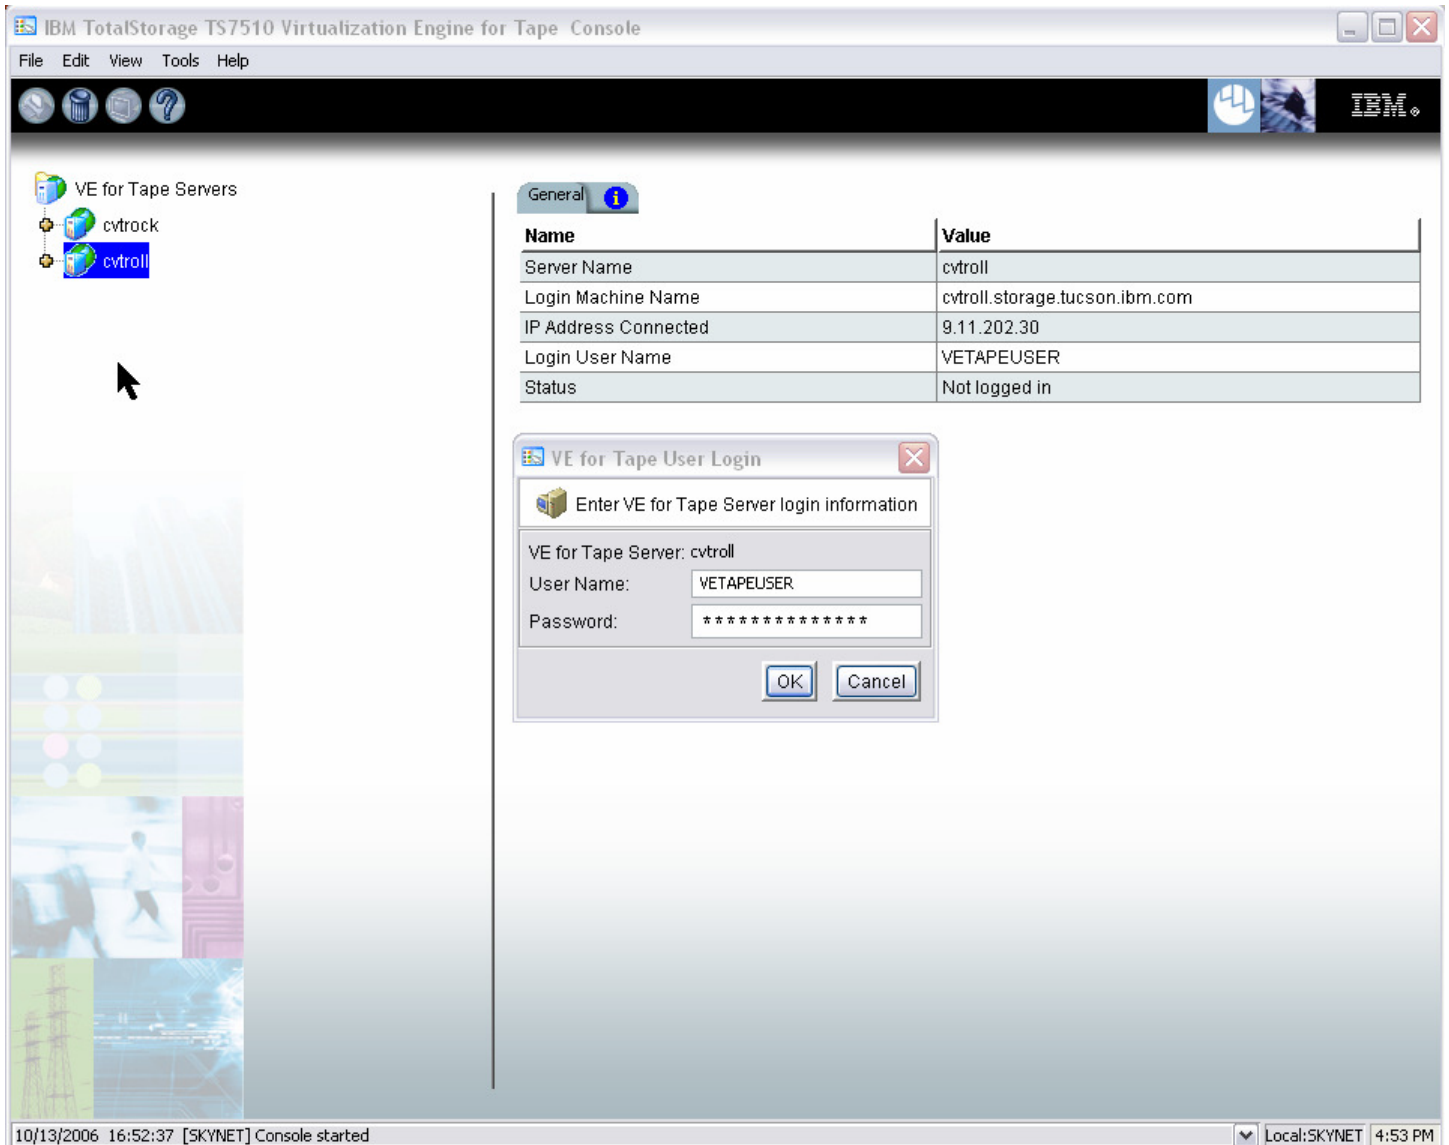 IBM TotalStorage TS7510 Virtualization Engine for Tape Console
File Edit View Tools Help
IBM®
VE for Tape Servers
cvtrock
cvtroll
General
Name Value
Server Name cvtroll
Login Machine Name cvtroll.storage.tucson.ibm.com
IP Address Connected 9.11.202.30
Login User Name VETAPEUSER
Status Not logged in
VE for Tape User Login
Enter VE for Tape Server login information
VE for Tape Server: cvtroll
User Name: VETAPEUSER
Password: **************
OK Cancel
10/13/2006 16:52:37 [SKYNET] Console started Local:SKYNET 4:53 PM